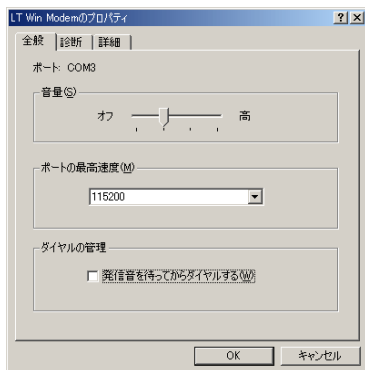 LT Win Modemのプロパティ
全般 診断 詳細
ポート: COM3
音量(S)
オフ 高
ポートの最高速度(M)
115200
ダイヤルの管理
発信音を待ってからダイヤルする(W)
OK キャンセル